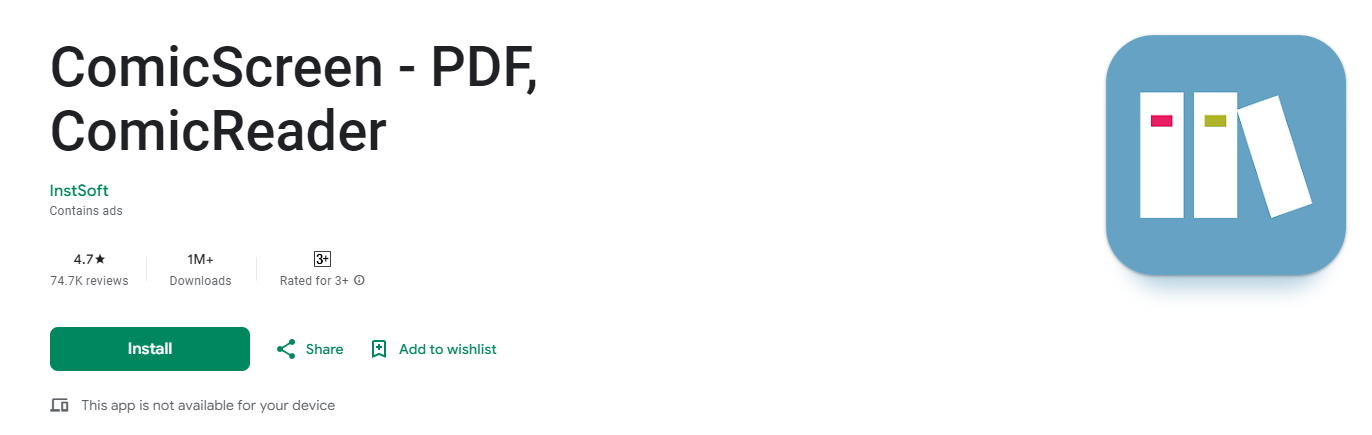 ComicScreen - PDF,
ComicReader
InstSoft
Contains ads
4.7★ 1M+ 3+
74.7K reviews Downloads Rated for 3+
Install Share Add to wishlist
This app is not available for your device